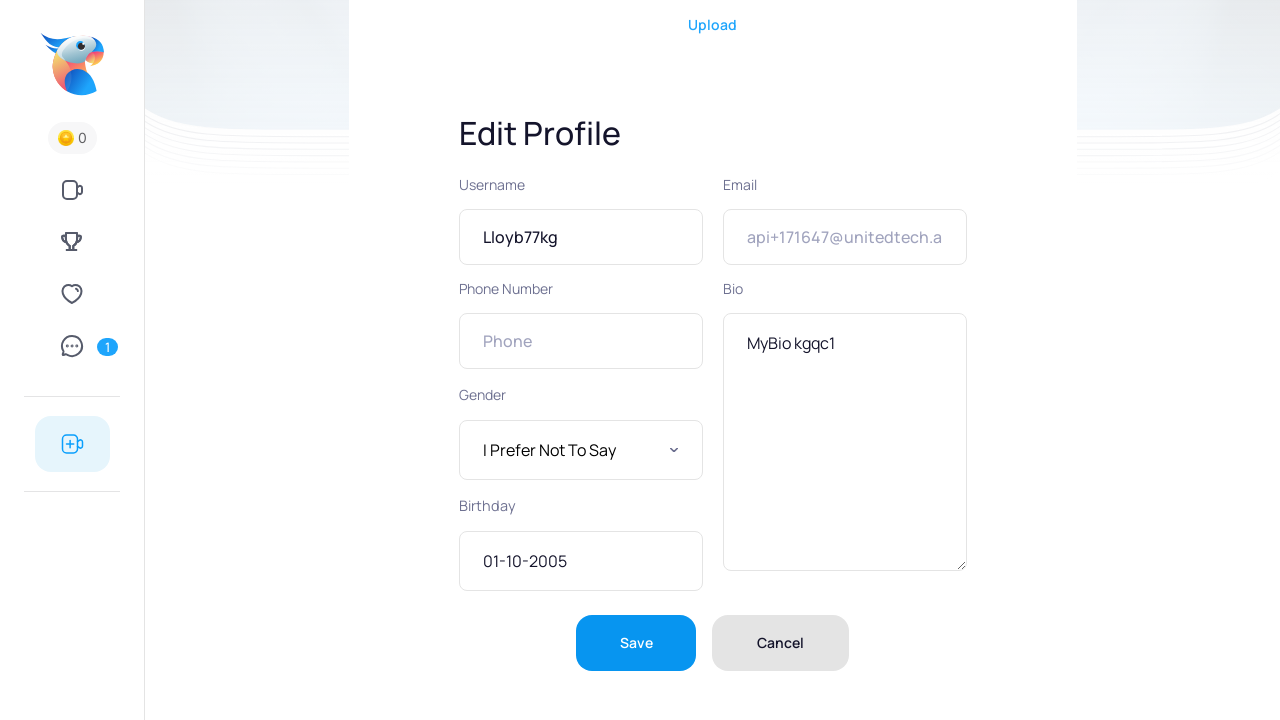 Upload
0
1
Edit Profile
Username
Email
Lloyb77kg
api+171647@unitedtech.a
Phone Number
Bio
Phone
MyBio kgqc1
Gender
I Prefer Not To Say
Birthday
01-10-2005
Save
Cancel